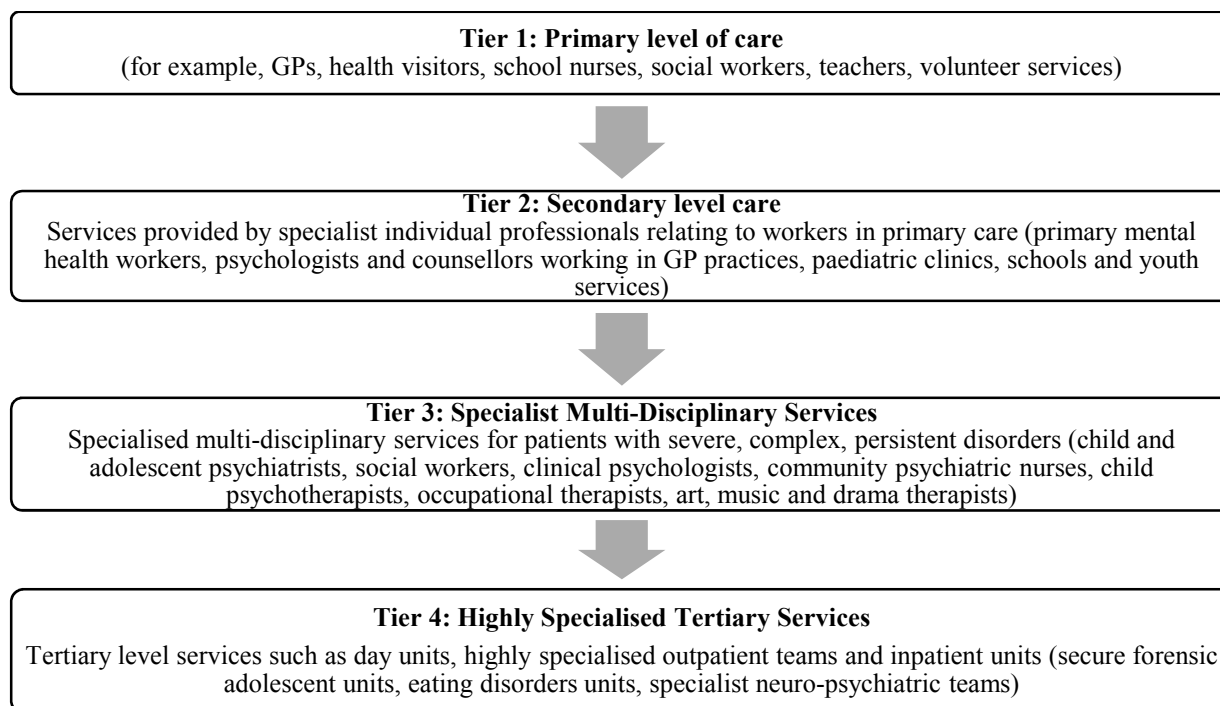 Tier 1: Primary level of care
(for example, GPs, health visitors, school nurses, social workers, teachers, volunteer services)
Tier 2: Secondary level care
Services provided by specialist individual professionals relating to workers in primary care (primary mental
health workers, psychologists and counsellors working in GP practices, paediatric clinics, schools and youth
services)
Tier 3: Specialist Multi-Disciplinary Services
Specialised multi-disciplinary services for patients with severe, complex, persistent disorders (child and
adolescent psychiatrists, social workers, clinical psychologists, community psychiatric nurses, child
psychotherapists, occupational therapists, art, music and drama therapists)
Tier 4: Highly Specialised Tertiary Services
Tertiary level services such as day units, highly specialised outpatient teams and inpatient units (secure forensic
adolescent units, eating disorders units, specialist neuro-psychiatric teams)